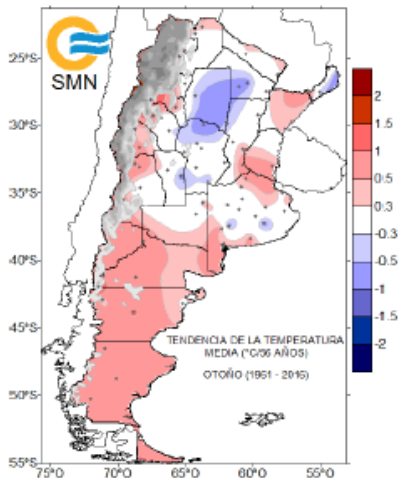 SMN
25°S
30°S
35°S
40°S
45°S
50°S
55°S
75°O
70°O
65°O
60°O
55°O
2
1.5
1
0.5
0.3
-0.3
-0.5
-1
-1.5
-2
TENDENCIA DE LA TEMPERATURA
MEDIA (°C/56 AÑOS)
OTOÑO (1961 - 2016)